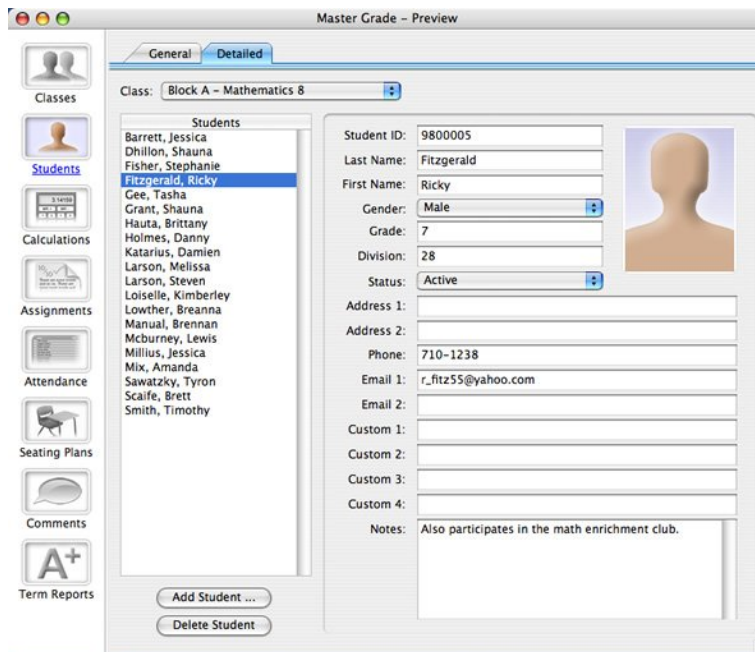 Master Grade - Preview
General Detailed
Class: Block A - Mathematics 8
Classes
Students
Calculations
Assignments
Attendance
Seating Plans
Comments
Term Reports
3.14159
Students
Barrett, Jessica
Dhillon, Shauna
Fisher, Stephanie
Fitzgerald, Ricky
Gee, Tasha
Grant, Shauna
Hauta, Brittany
Holmes, Danny
Katarius, Damien
Larson, Melissa
Larson, Steven
Loiselle, Kimberley
Lowther, Breanna
Manual, Brennan
Mcburney, Lewis
Millius, Jessica
Mix, Amanda
Sawatzky, Tyron
Scaife, Brett
Smith, Timothy
Add Student ...
Delete Student
Student ID: 9800005
Last Name: Fitzgerald
First Name: Ricky
Gender: Male
Grade: 7
Division: 28
Status: Active
Address 1:
Address 2:
Phone: 710-1238
Email 1: r_fitz55@yahoo.com
Email 2:
Custom 1:
Custom 2:
Custom 3:
Custom 4:
Notes: Also participates in the math enrichment club.
A+